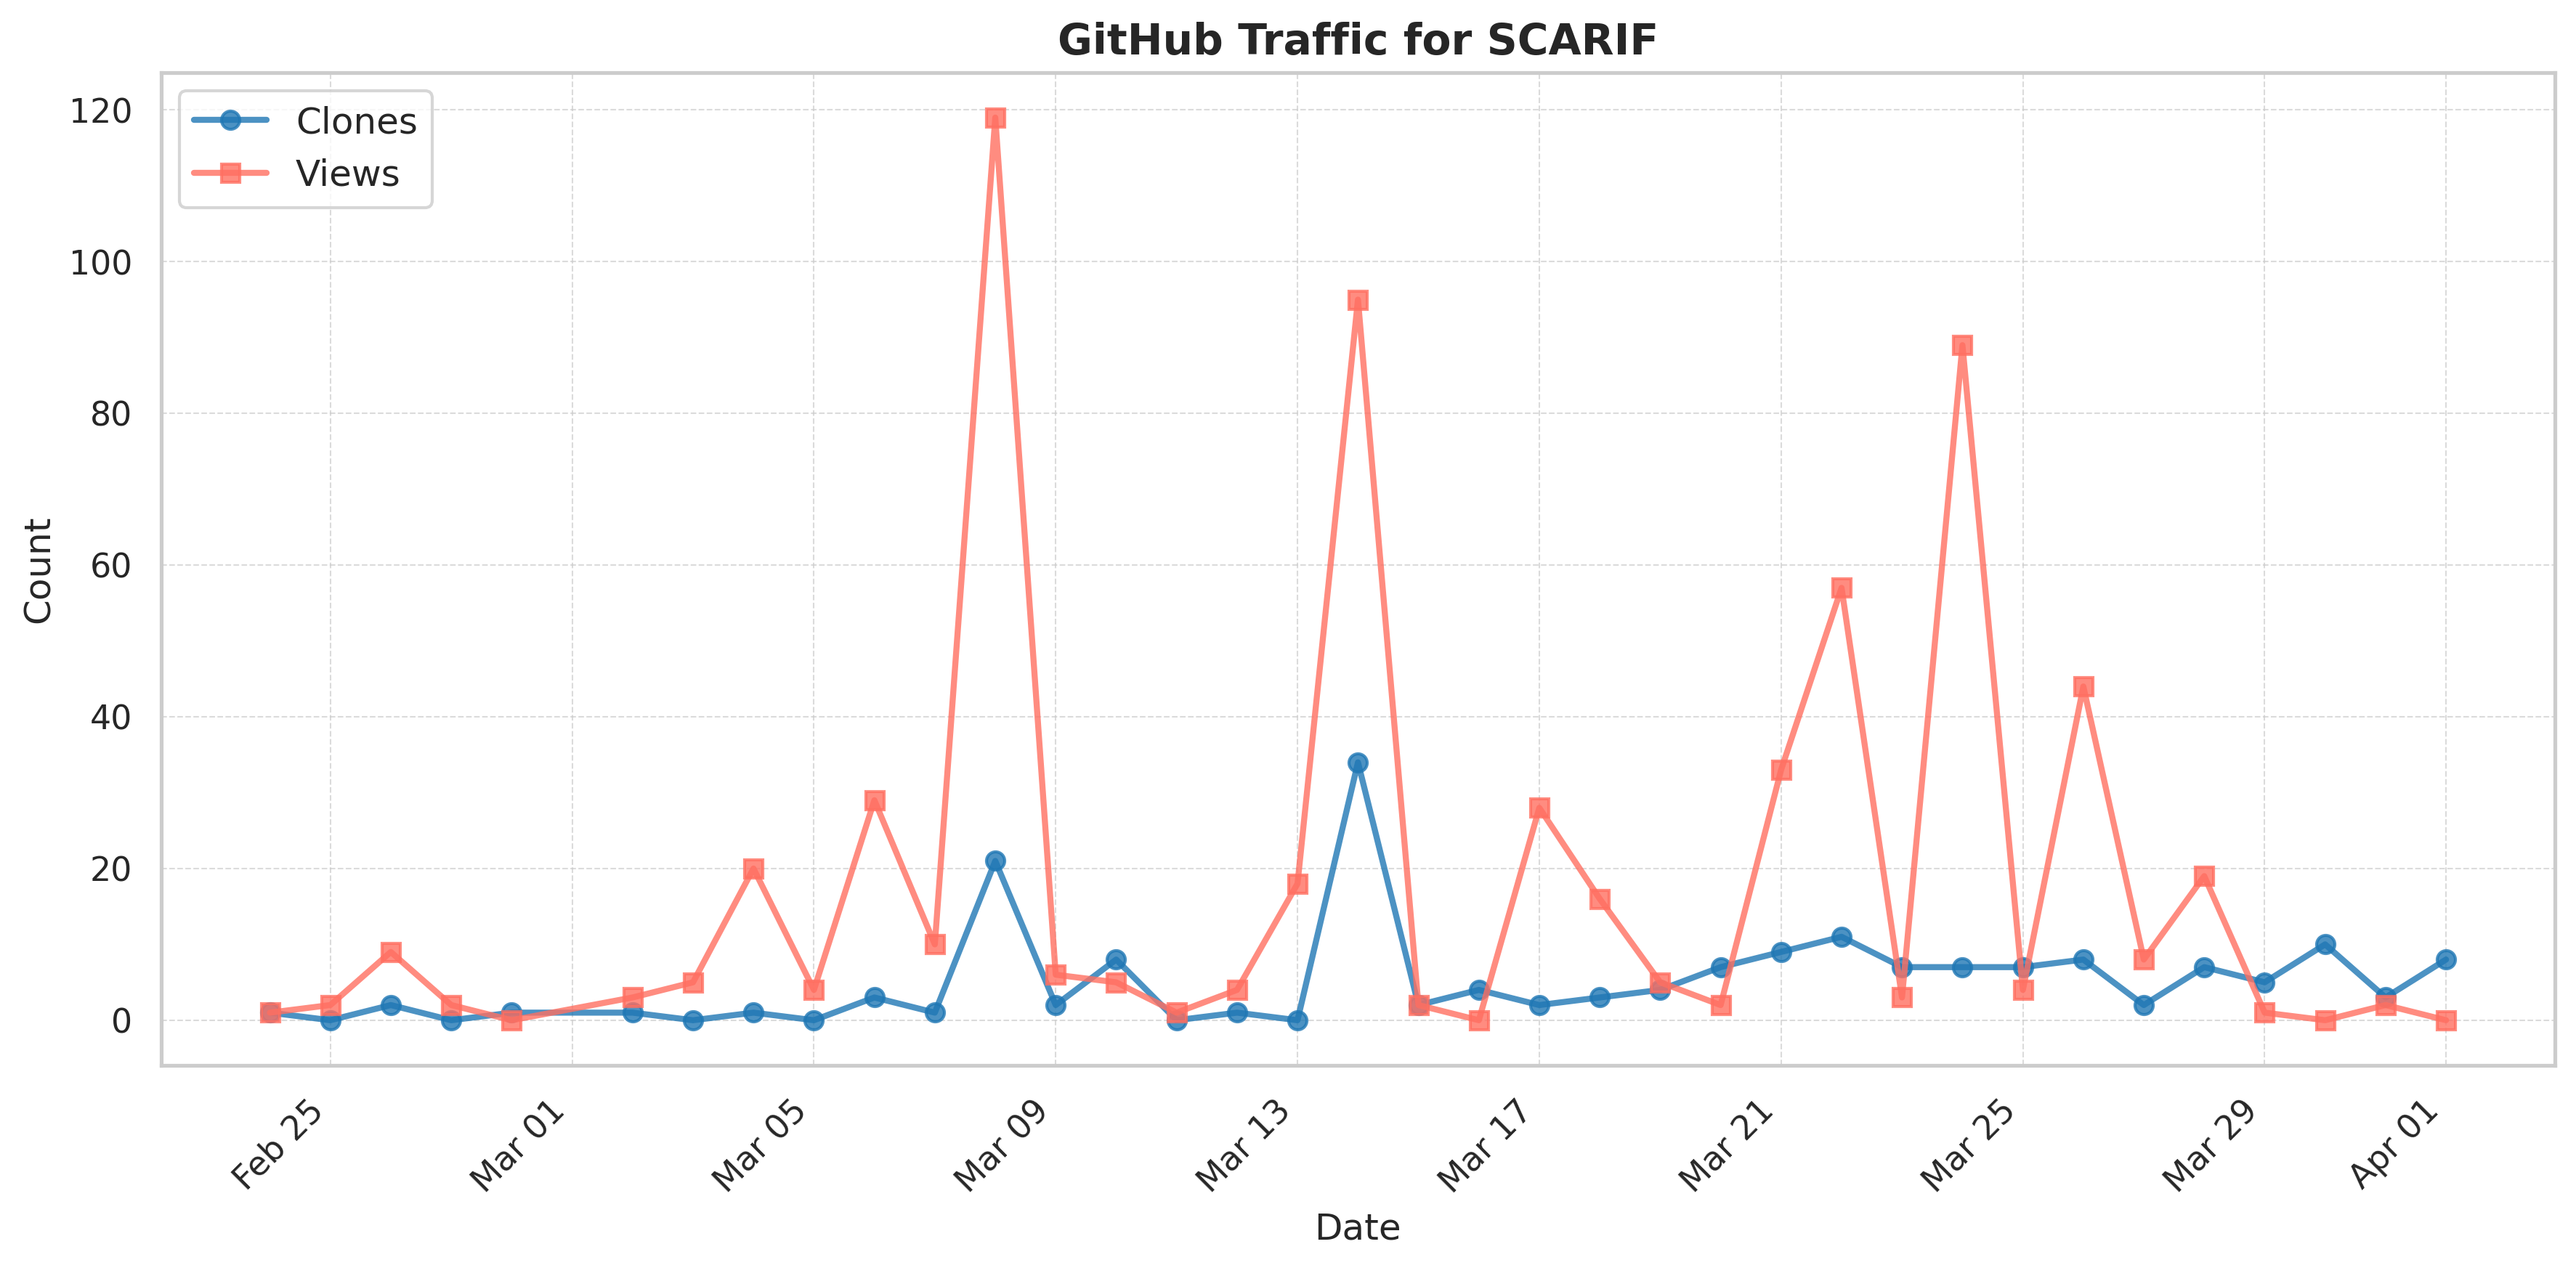 GitHub Traffic for SCARIF
Clones
Views
120
100
80
60
40
20
0
Count
Feb 25
Mar 01
Mar 05
Mar 09
Mar 13
Mar 17
Mar 21
Mar 25
Mar 29
Apr 01
Date